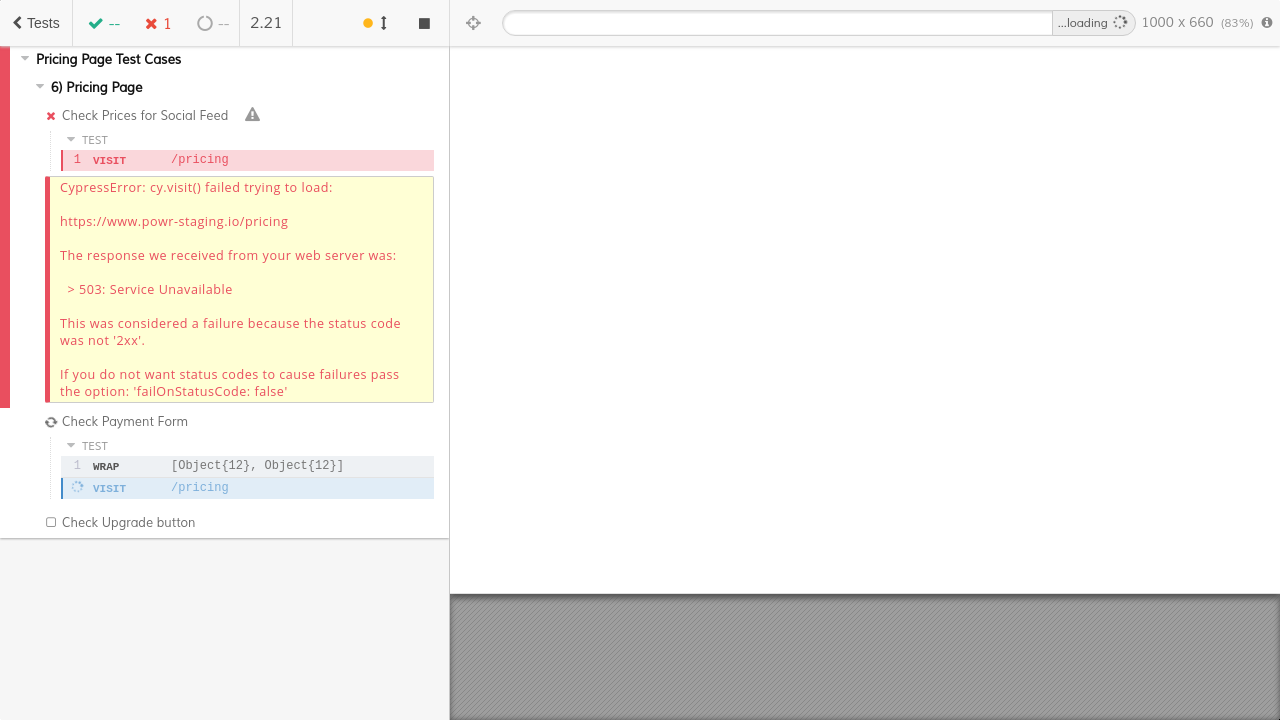 Tests -- 1 -- 2.21 ...loading 1000 x 660 (83%)
Pricing Page Test Cases
6) Pricing Page
Check Prices for Social Feed
TEST
1 VISIT /pricing
CypressError: cy.visit() failed trying to load:
https://www.powr-staging.io/pricing
The response we received from your web server was:
> 503: Service Unavailable
This was considered a failure because the status code
was not '2xx'.
If you do not want status codes to cause failures pass
the option: 'failOnStatusCode: false'
Check Payment Form
TEST
1 WRAP [Object{12}, Object{12}]
VISIT /pricing
Check Upgrade button